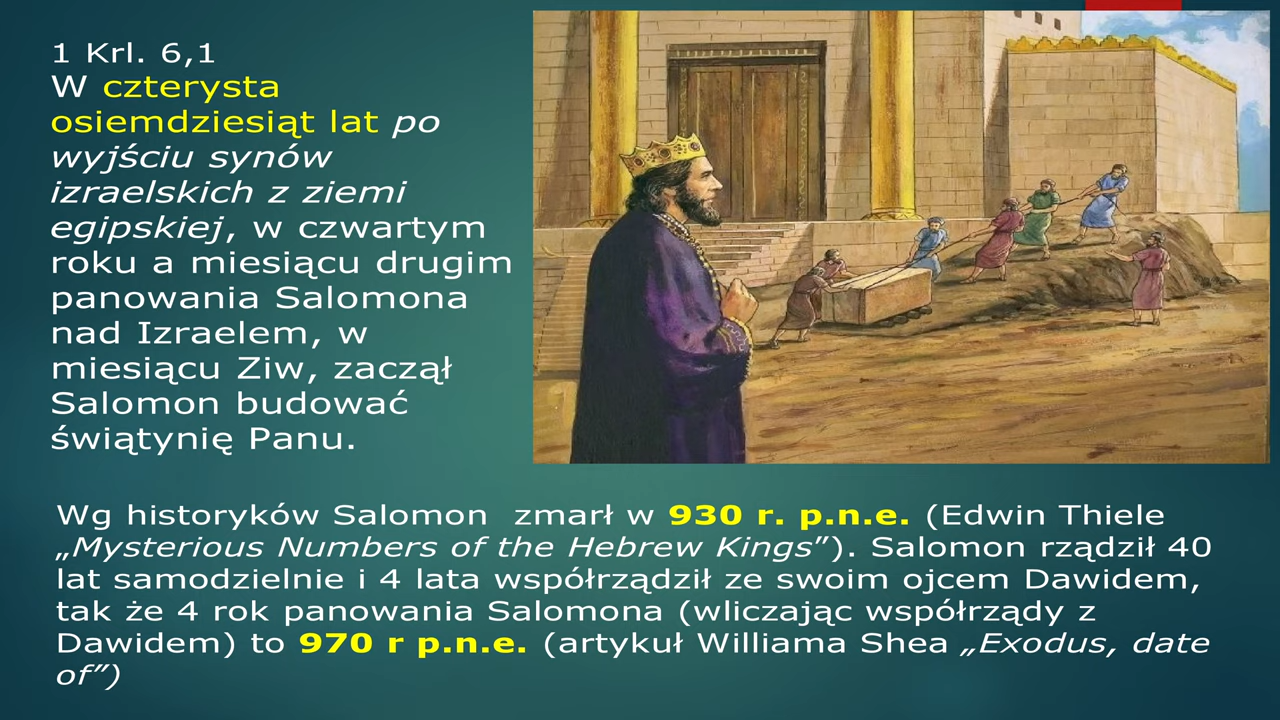 1 Krl. 6,1
W czterysta
osiemdziesiąt lat po
wyjściu synów
izraelskich z ziemi
egipskiej, w czwartym
roku a miesiącu drugim
panowania Salomona
nad Izraelem, w
miesiącu Ziw, zaczął
Salomon budować
świątynię Panu.
Wg historyków Salomon  zmarł w 930 r. p.n.e. (Edwin Thiele
„Mysterious Numbers of the Hebrew Kings”). Salomon rządził 40
lat samodzielnie i 4 lata współrządził ze swoim ojcem Dawidem,
tak że 4 rok panowania Salomona (wliczając współrządy z
Dawidem) to 970 r p.n.e. (artykuł Williama Shea „Exodus, date
of”)